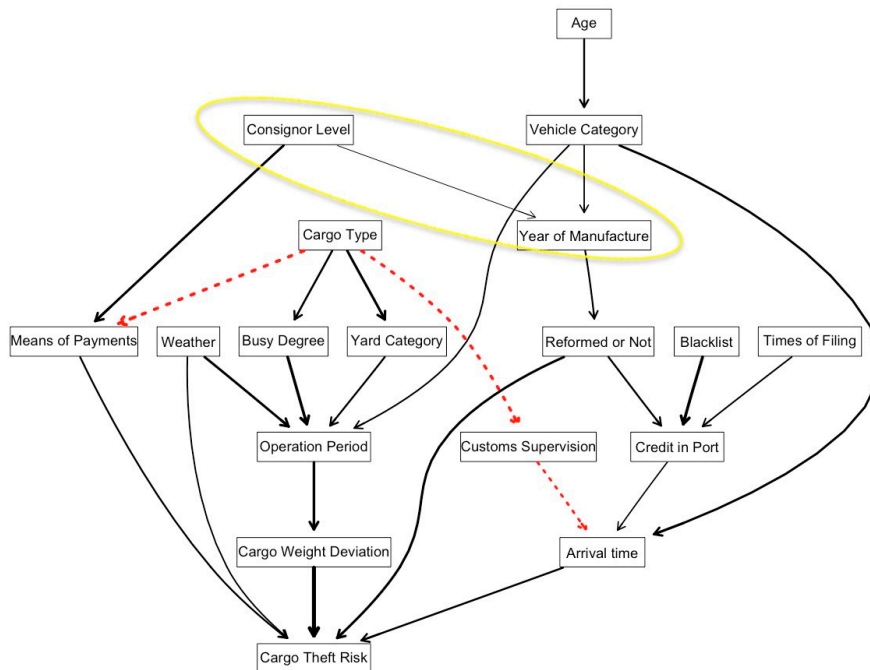 Age
Consignor Level
Vehicle Category
Cargo Type
Year of Manufacture
Means of Payments
Weather
Busy Degree
Yard Category
Reformed or Not
Blacklist
Times of Filing
Operation Period
Customs Supervision
Credit in Port
Cargo Weight Deviation
Arrival time
Cargo Theft Risk